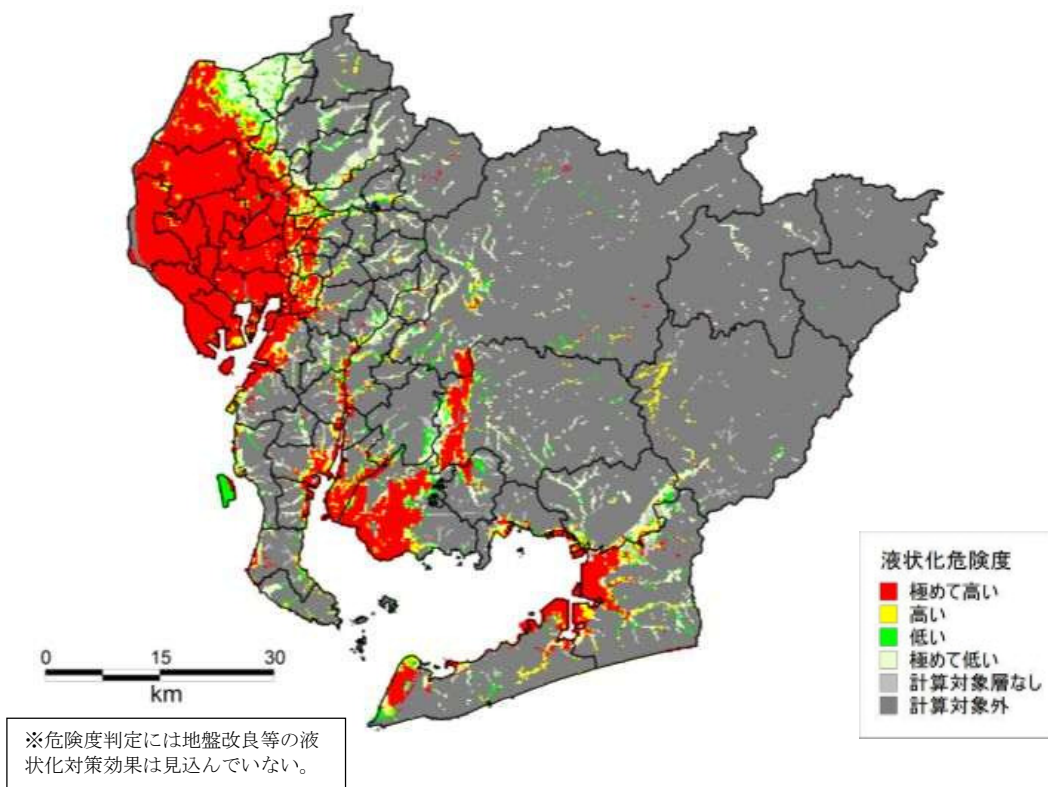 液状化危険度
極めて高い
高い
低い
極めて低い
計算対象層なし
計算対象外
0 15 30
km
※危険度判定には地盤改良等の液
状化対策効果は見込んでいない。